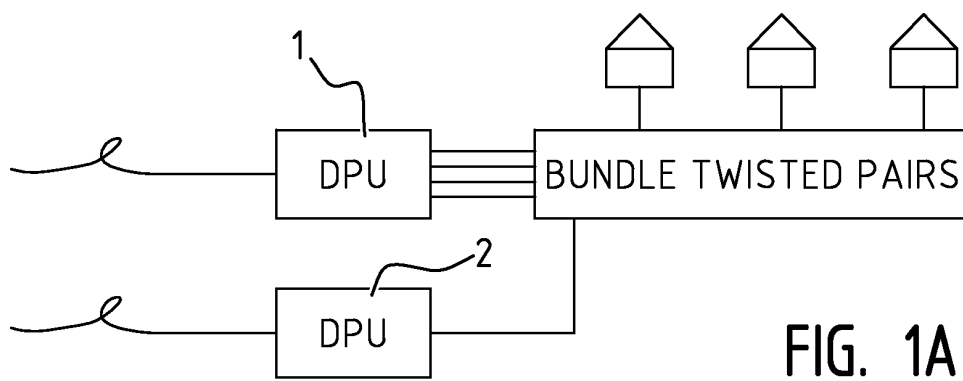 1
DPU
BUNDLE TWISTED PAIRS
2
DPU
FIG. 1A